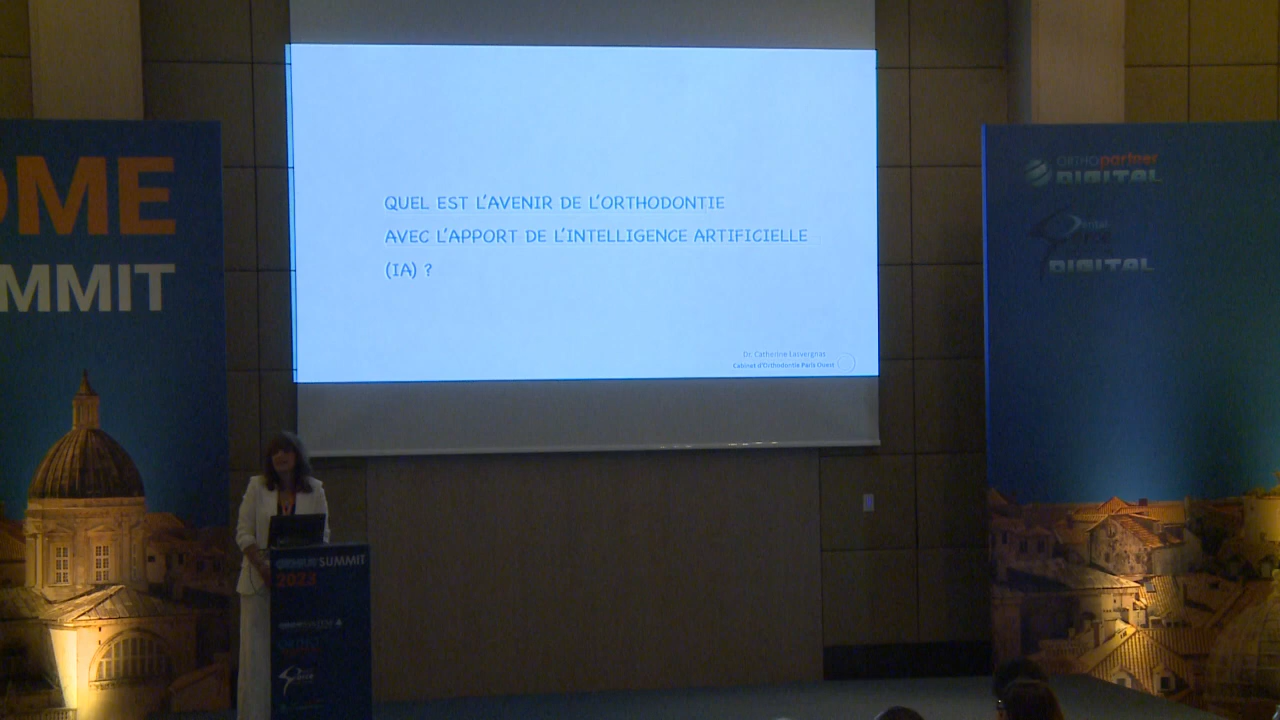 QUEL EST L'AVENIR DE L'ORTHODONTIE
AVEC L'APPORT DE L'INTELLIGENCE ARTIFICIELLE
(IA) ?
Dr. Catherine Lasvergnas
Cabinet d'Orthodontie Paris Ouest
OME
MMIT
ORTHOpartner
DIGITAL
DIGITAL
SUMMIT
2023